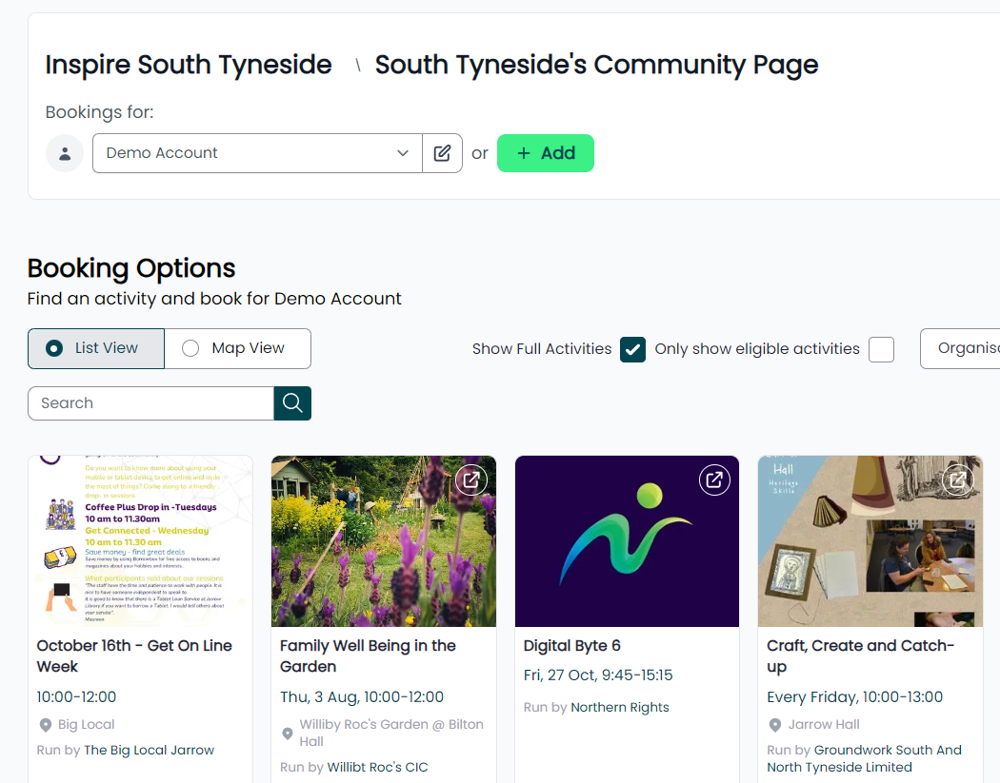 Inspire South Tyneside \ South Tyneside's Community Page
Bookings for:
Demo Account
or
+ Add
Booking Options
Find an activity and book for Demo Account
List View
Map View
Show Full Activities
Only show eligible activities
Organis
Search
Do you want to know more about using your
mobile or tablet device to get online and make
the most of things? Come along to a friendly
drop-in sessions
Coffee Plus Drop in -Tuesdays
10 am to 11.30am
Get Connected - Wednesday
10 am to 11.30 am
Save money - find great deals
Save money by using Borrowbox for free access to books and
magazines about your hobbies and interests.
What participants said about our sessions
"The staff have the time and patience to work with people. It is
nice to have someone independent to speak to.
It is good to know that there is a Tablet Loan Service at Jarrow
Library if you want to borrow a Tablet. I would tell others about
your service".
Maureen
October 16th - Get On Line
Week
10:00-12:00
Big Local
Run by The Big Local Jarrow
Family Well Being in the
Garden
Thu, 3 Aug, 10:00-12:00
Williby Roc's Garden @ Bilton
Hall
Run by Willibt Roc's CIC
Digital Byte 6
Fri, 27 Oct, 9:45-15:15
Run by Northern Rights
Hall
Heritage
Skills
Craft, Create and Catch-
up
Every Friday, 10:00-13:00
Jarrow Hall
Run by Groundwork South And
North Tyneside Limited